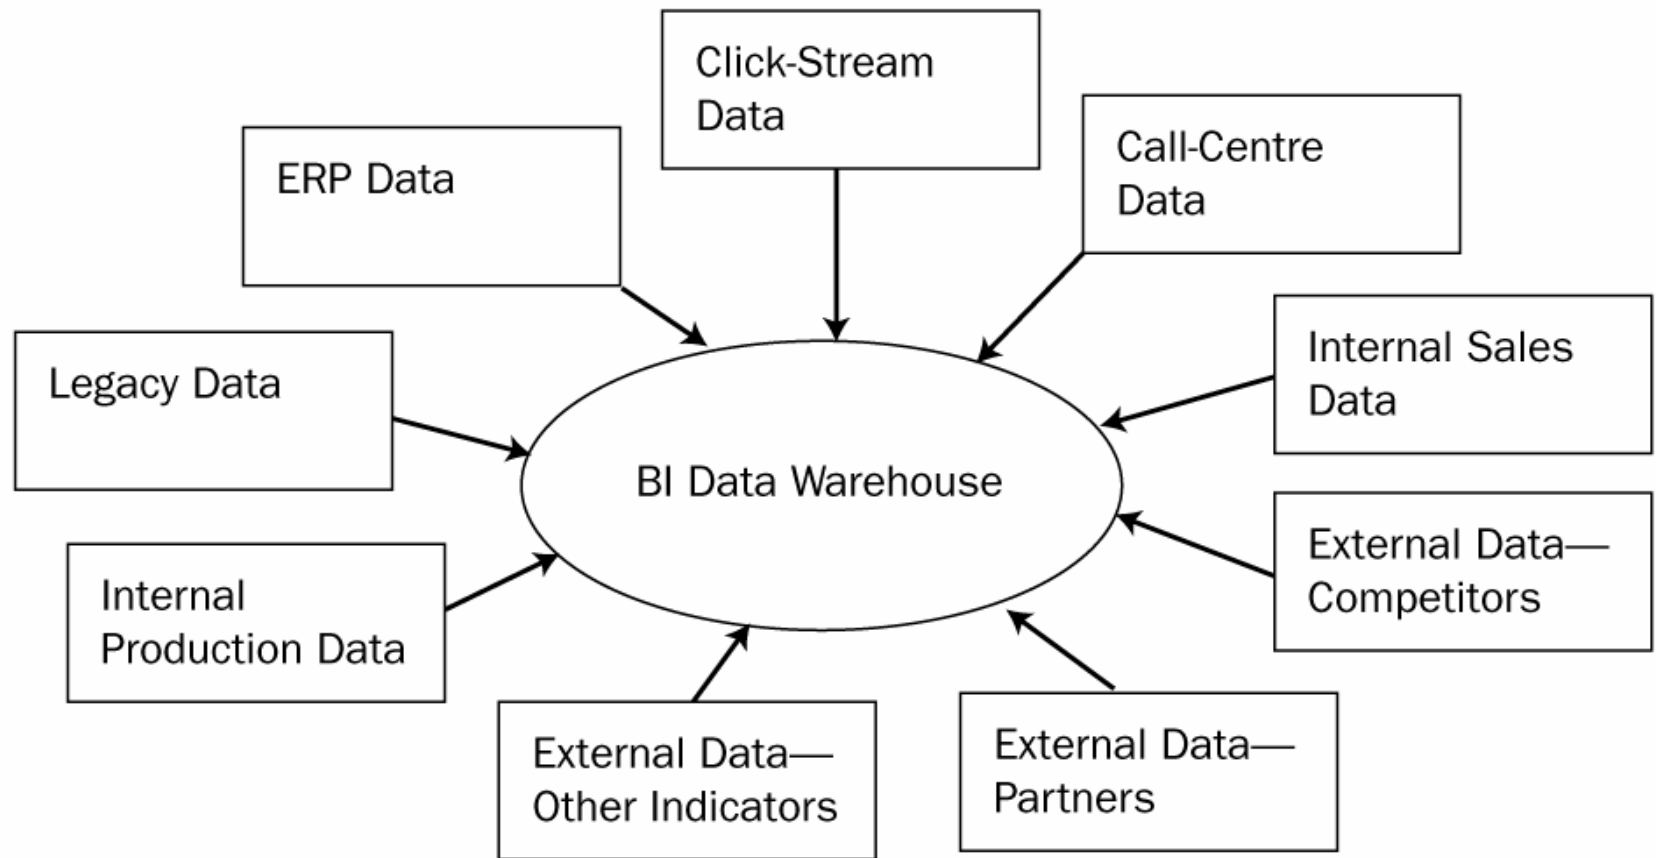 Click-Stream
Data
Call-Centre
Data
ERP Data
Internal Sales
Data
Legacy Data
BI Data Warehouse
External Data—
Competitors
Internal
Production Data
External Data—
Partners
External Data—
Other Indicators